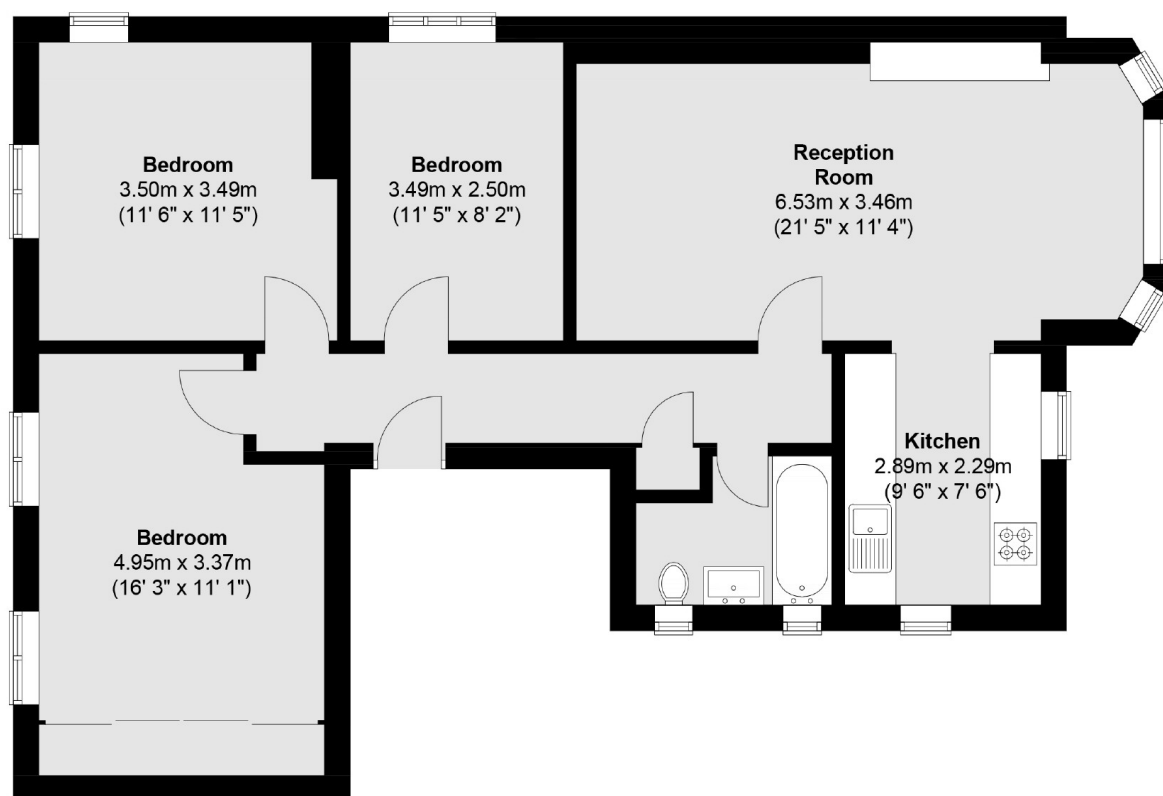 Bedroom
3.50m x 3.49m
(11' 6" x 11' 5")
Bedroom
3.49m x 2.50m
(11' 5" x 8' 2")
Reception
Room
6.53m x 3.46m
(21' 5" x 11' 4")
Kitchen
2.89m x 2.29m
(9' 6" x 7' 6")
Bedroom
4.95m x 3.37m
(16' 3" x 11' 1")